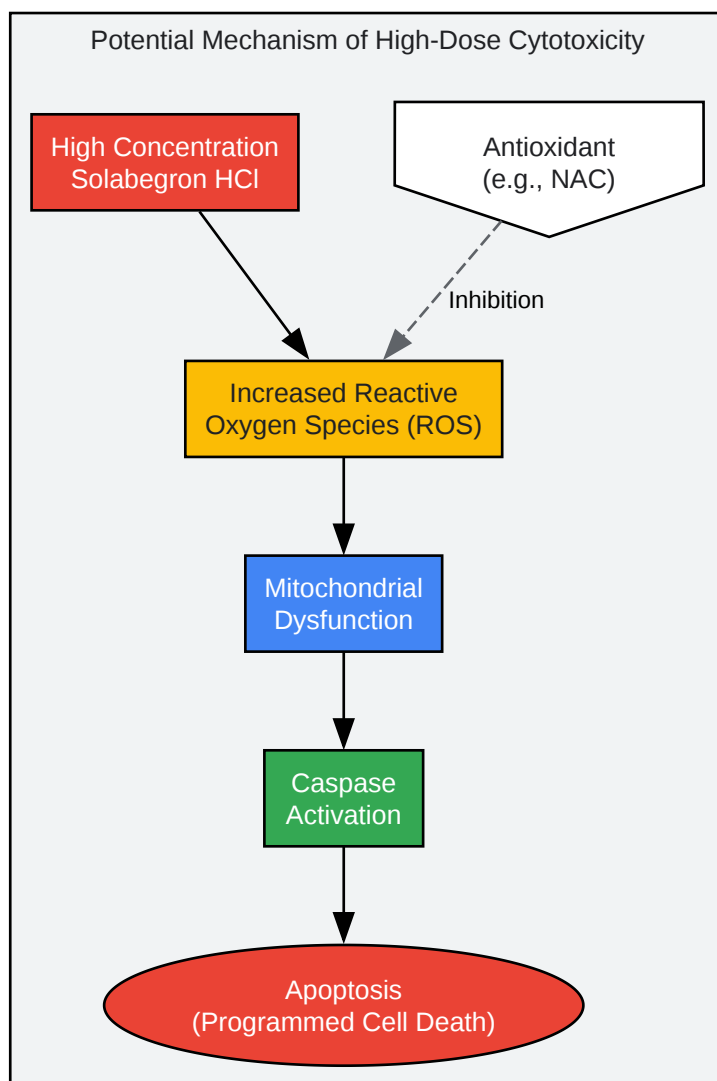 Potential Mechanism of High-Dose Cytotoxicity
High Concentration
Solabegron HCl
Antioxidant
(e.g., NAC)
Inhibition
Increased Reactive
Oxygen Species (ROS)
Mitochondrial
Dysfunction
Caspase
Activation
Apoptosis
(Programmed Cell Death)